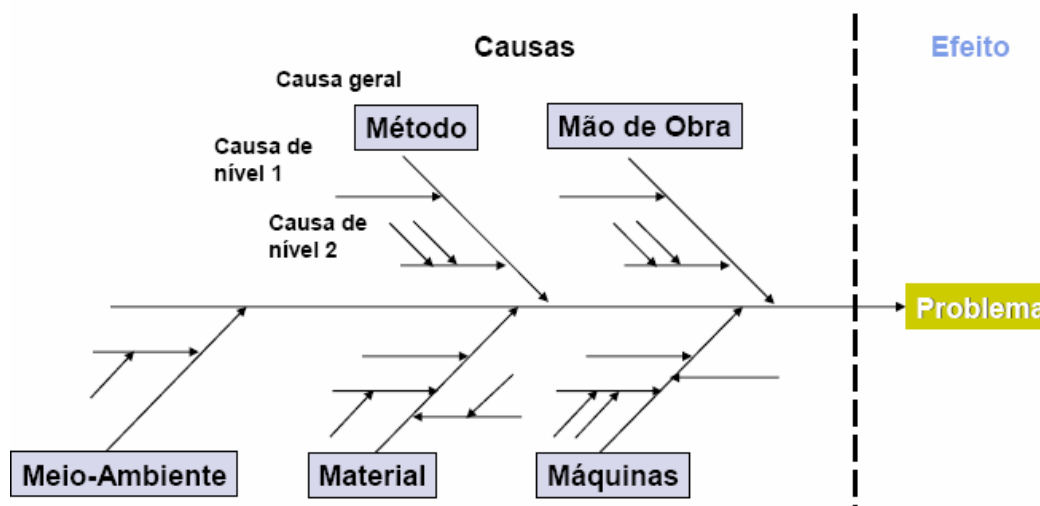 Causas
Efeito
Causa geral
Método
Mão de Obra
Causa de
nível 1
Causa de
nível 2
Problema
Meio-Ambiente
Material
Máquinas